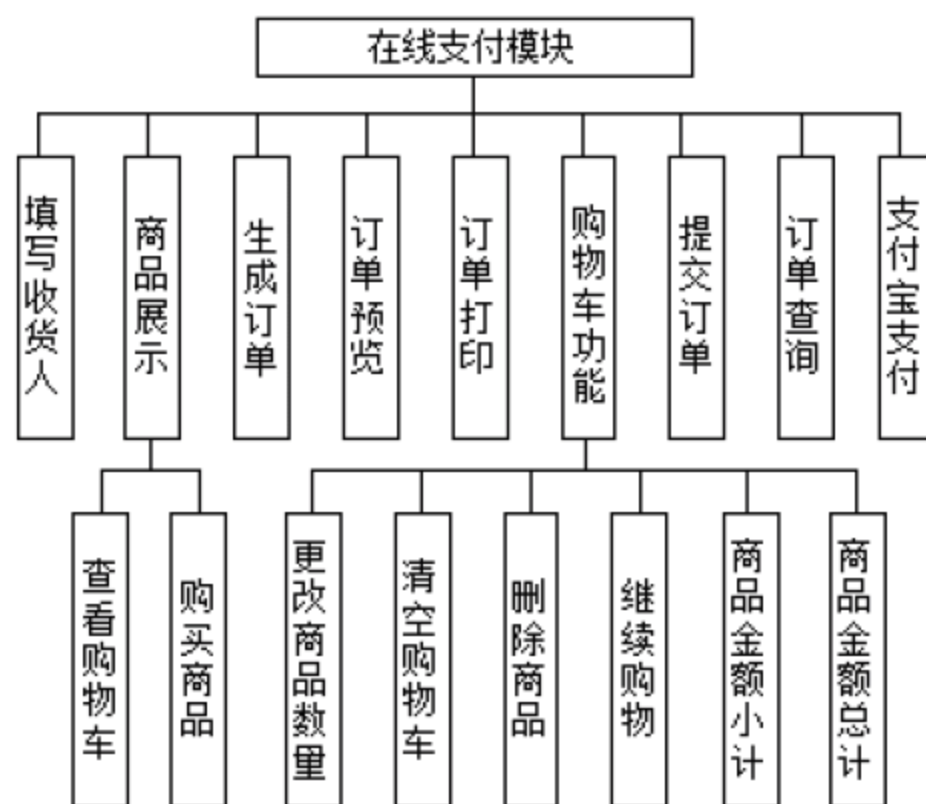 在线支付模块
填写收货人
商品展示
生成订单
订单预览
订单打印
购物车功能
提交订单
订单查询
支付宝支付
查看购物车
购买商品
更改商品数量
清空购物车
删除商品
继续购物
商品金额小计
商品金额总计